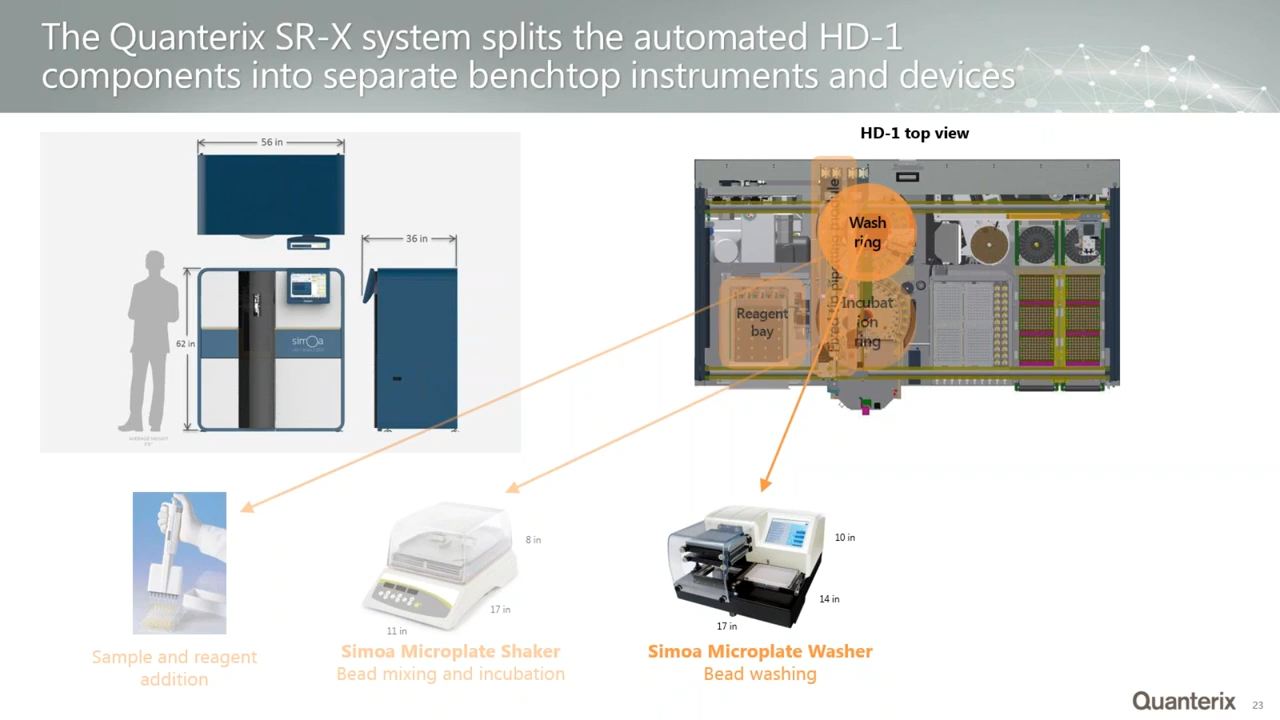 The Quanterix SR-X system splits the automated HD-1
components into separate benchtop instruments and devices
HD-1 top view
56 in
36 in
62 in
simoa
AVERAGE HEIGHT
Wash
ring
Reagent
bay
Incubat
ion
ring
8 in
17 in
11 in
10 in
14 in
17 in
Sample and reagent
addition
Simoa Microplate Shaker
Bead mixing and incubation
Simoa Microplate Washer
Bead washing
Quanterix
23